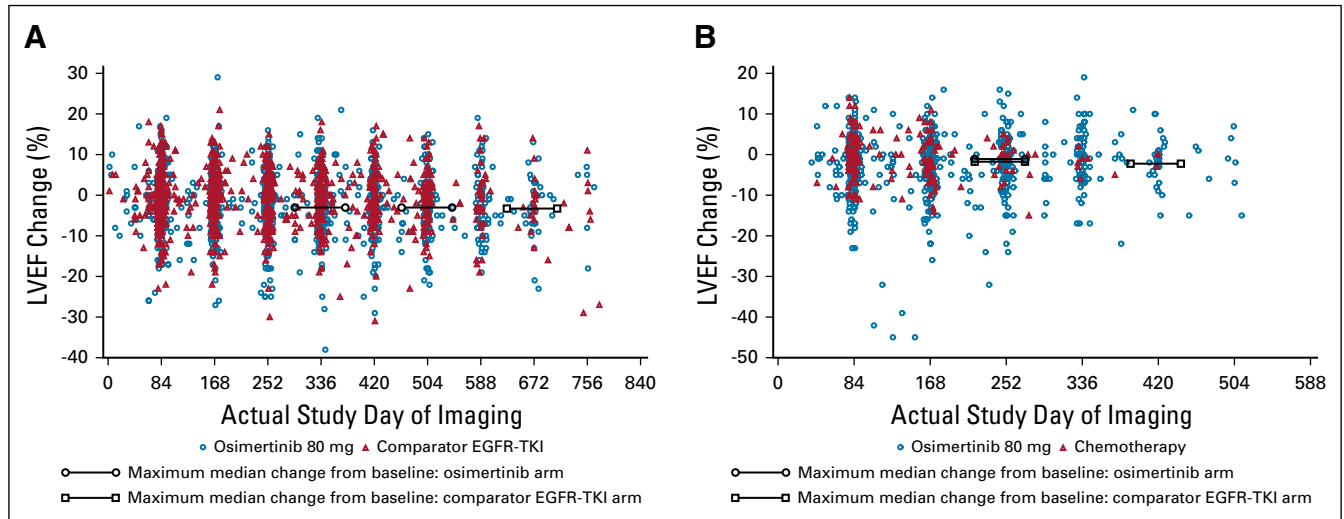 A
B
LVEF Change (%)
30
20
10
0
-10
-20
-30
-40
0 84 168 252 336 420 504 588 672 756 840
Actual Study Day of Imaging
Osimertinib 80 mg Comparator EGFR-TKI
Maximum median change from baseline: osimertinib arm
Maximum median change from baseline: comparator EGFR-TKI arm
LVEF Change (%)
20
10
0
-10
-20
-30
-40
-50
0 84 168 252 336 420 504 588
Actual Study Day of Imaging
Osimertinib 80 mg Chemotherapy
Maximum median change from baseline: osimertinib arm
Maximum median change from baseline: comparator EGFR-TKI arm